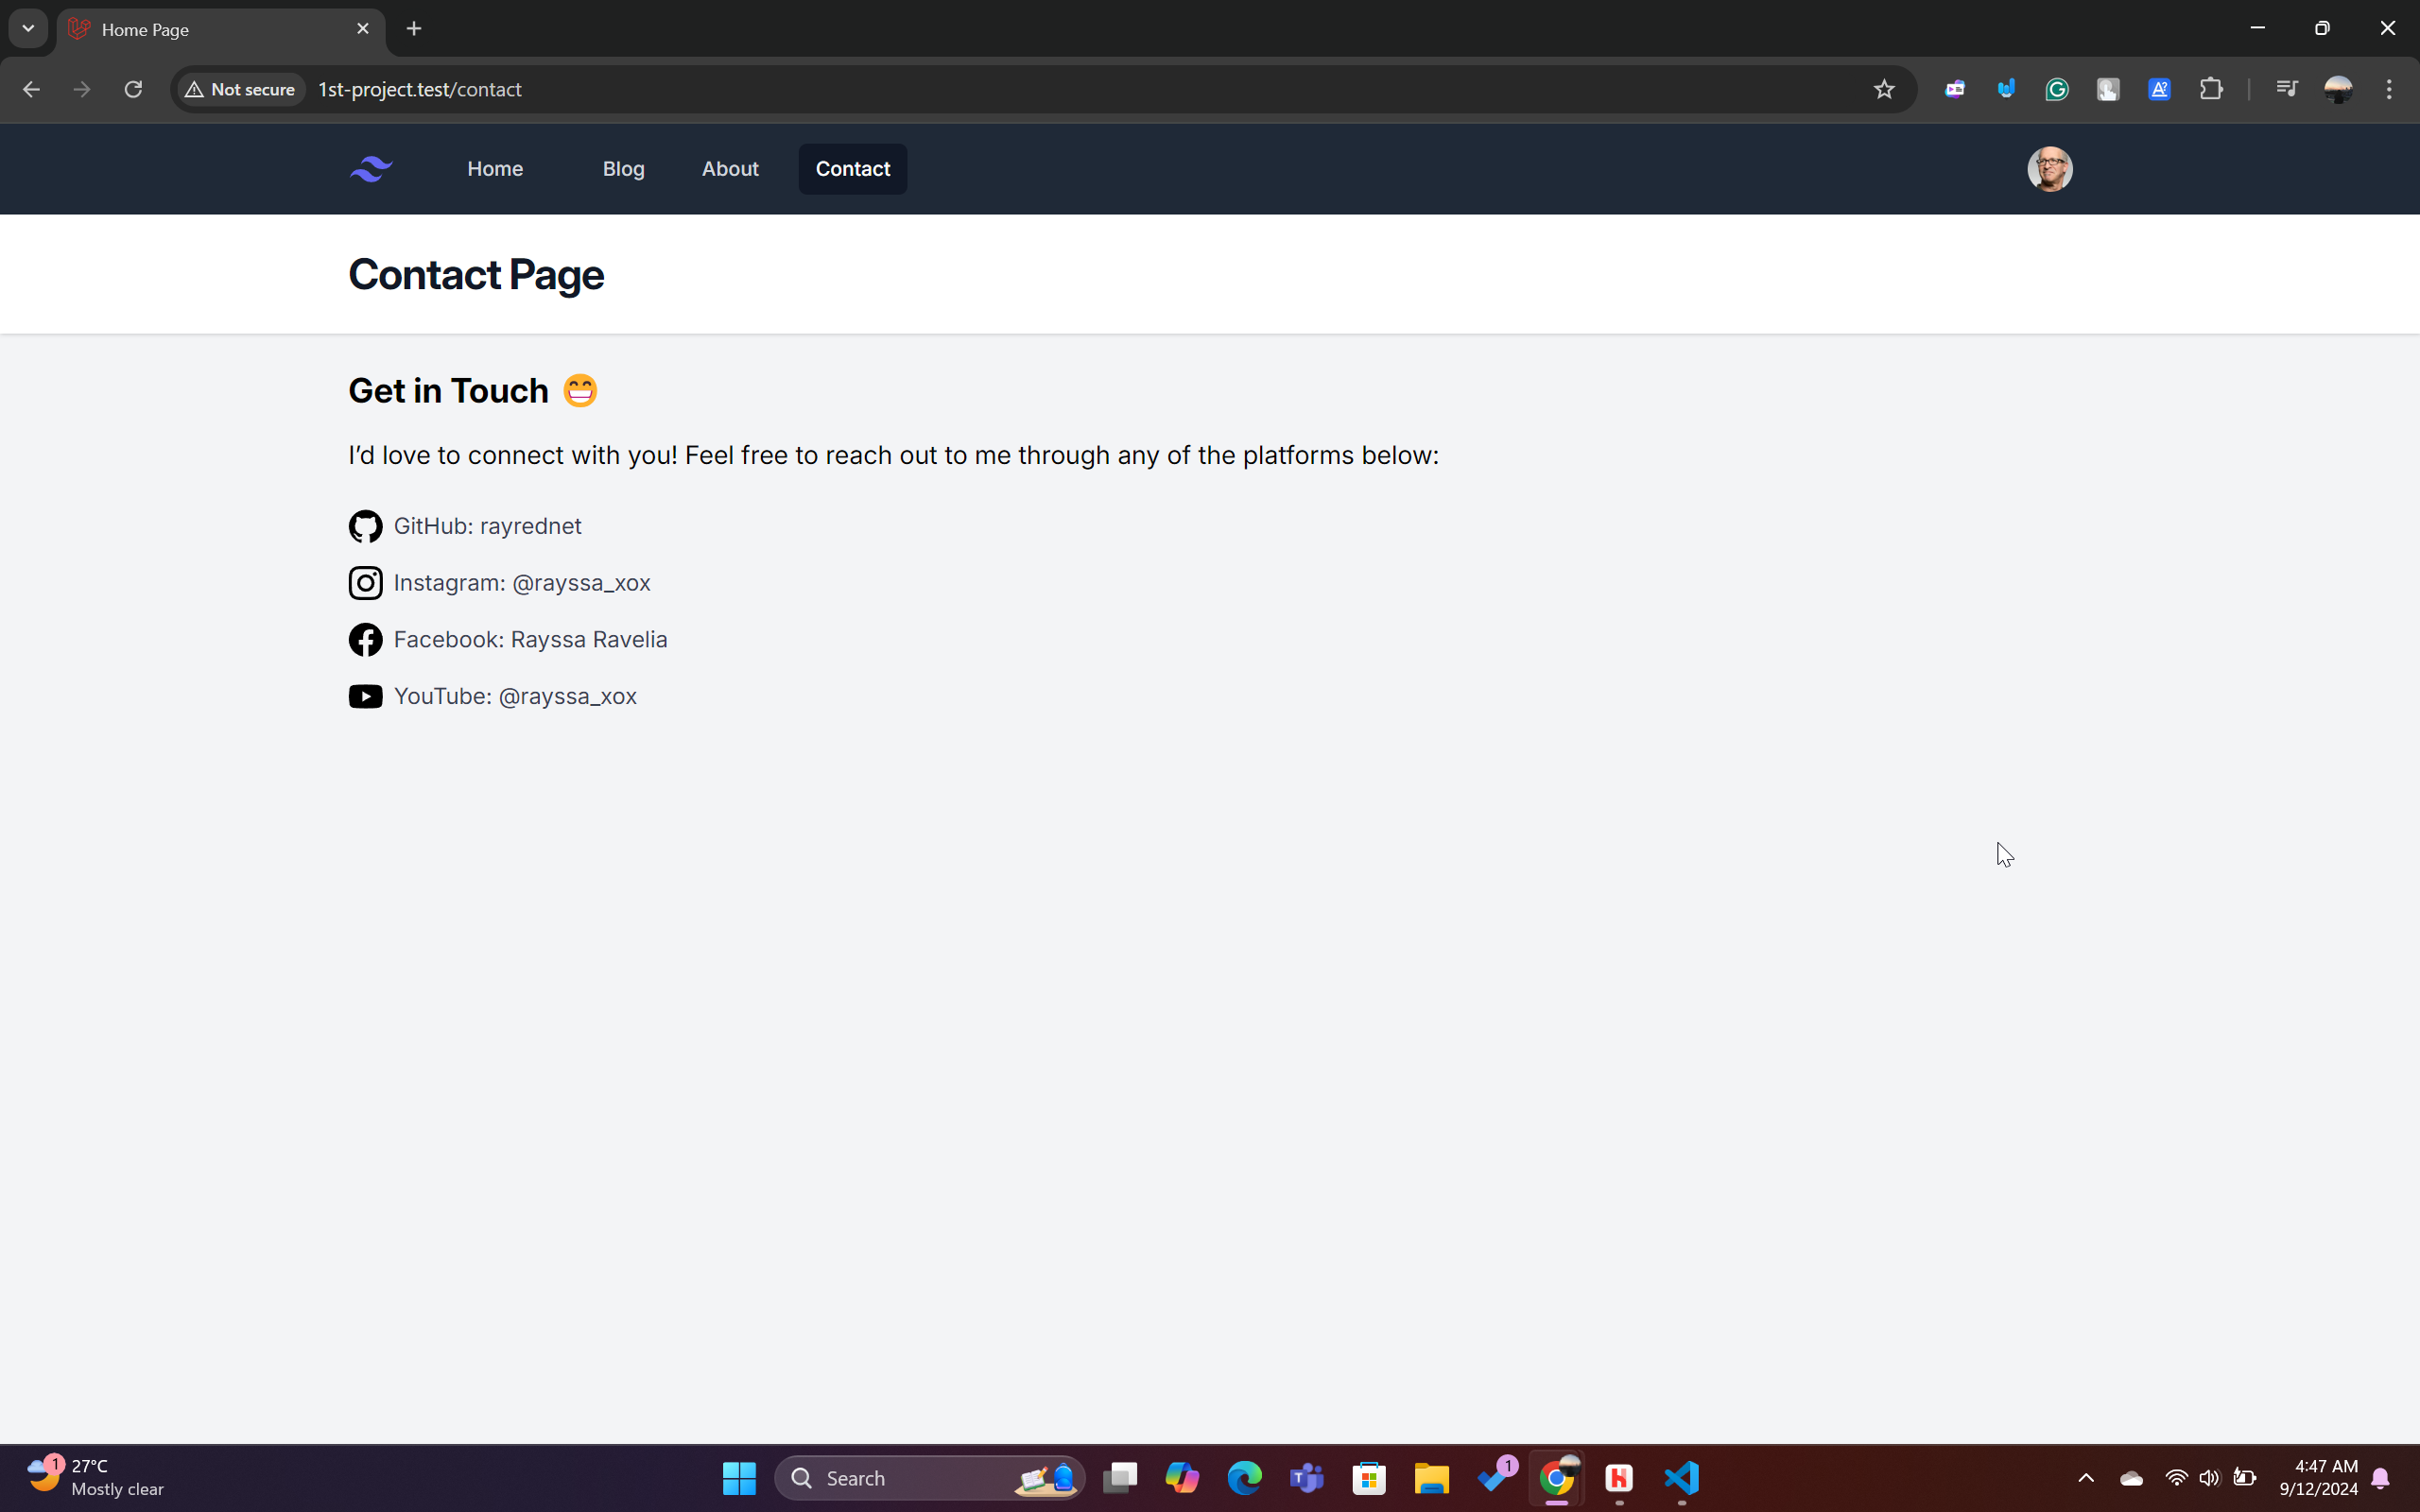 Home Page
Not secure
1st-project.test/contact
Home
Blog
About
Contact
Contact Page
Get in Touch 😁
I’d love to connect with you! Feel free to reach out to me through any of the platforms below:
GitHub: rayrednet
Instagram: @rayssa_xox
Facebook: Rayssa Ravelia
YouTube: @rayssa_xox
1
27°C
Mostly clear
Search
1
4:47 AM
9/12/2024